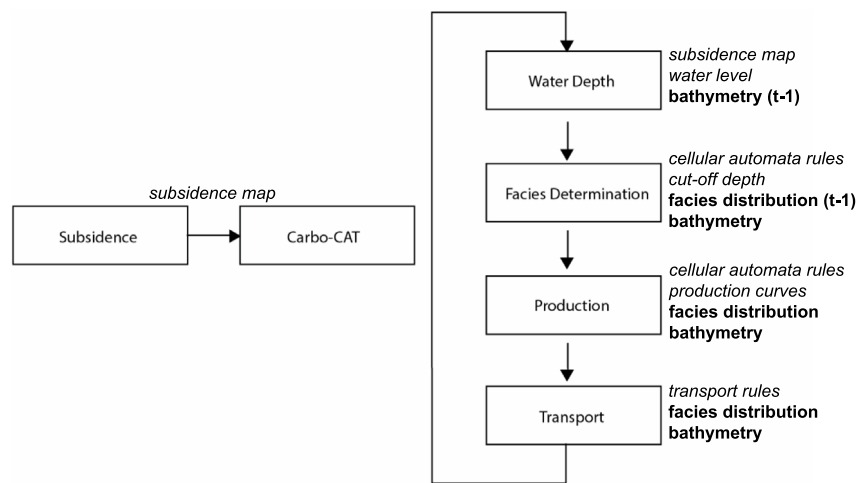 subsidence map
Subsidence
Carbo-CAT
Water Depth
subsidence map
water level
bathymetry (t-1)
Facies Determination
cellular automata rules
cut-off depth
facies distribution (t-1)
bathymetry
Production
cellular automata rules
production curves
facies distribution
bathymetry
Transport
transport rules
facies distribution
bathymetry